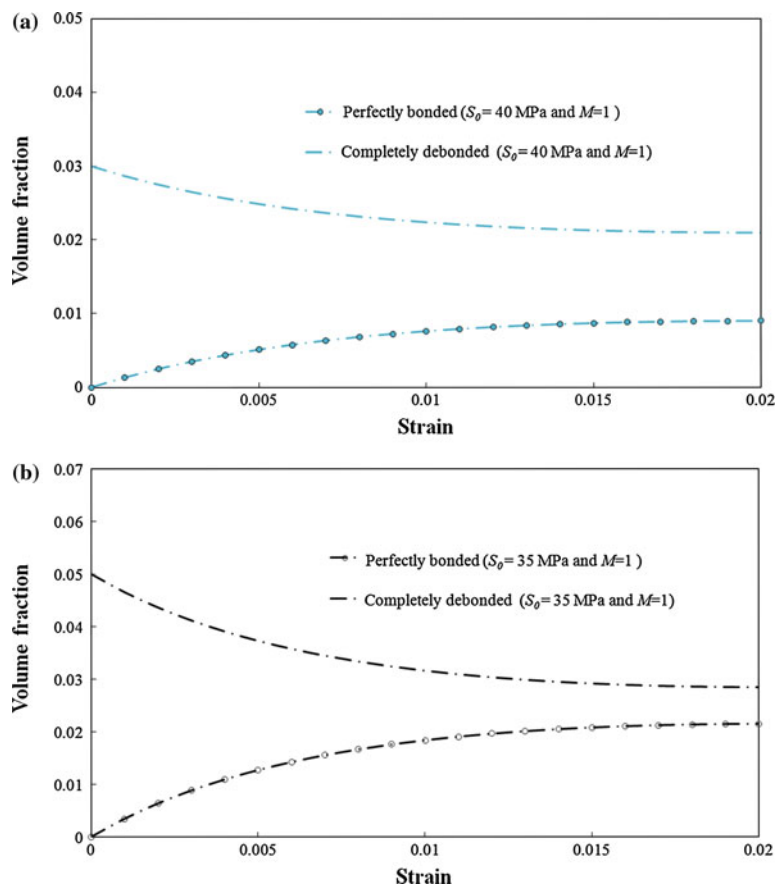 (a)
0.05
0.04
0.03
0.02
0.01
0
Volume fraction
Perfectly bonded (S₀ = 40 MPa and M=1 )
Completely debonded (S₀ = 40 MPa and M=1)
0 0.005 0.01 0.015 0.02
Strain
(b)
0.07
0.06
0.05
0.04
0.03
0.02
0.01
0
Volume fraction
Perfectly bonded (S₀ = 35 MPa and M=1 )
Completely debonded (S₀ = 35 MPa and M=1)
0 0.005 0.01 0.015 0.02
Strain